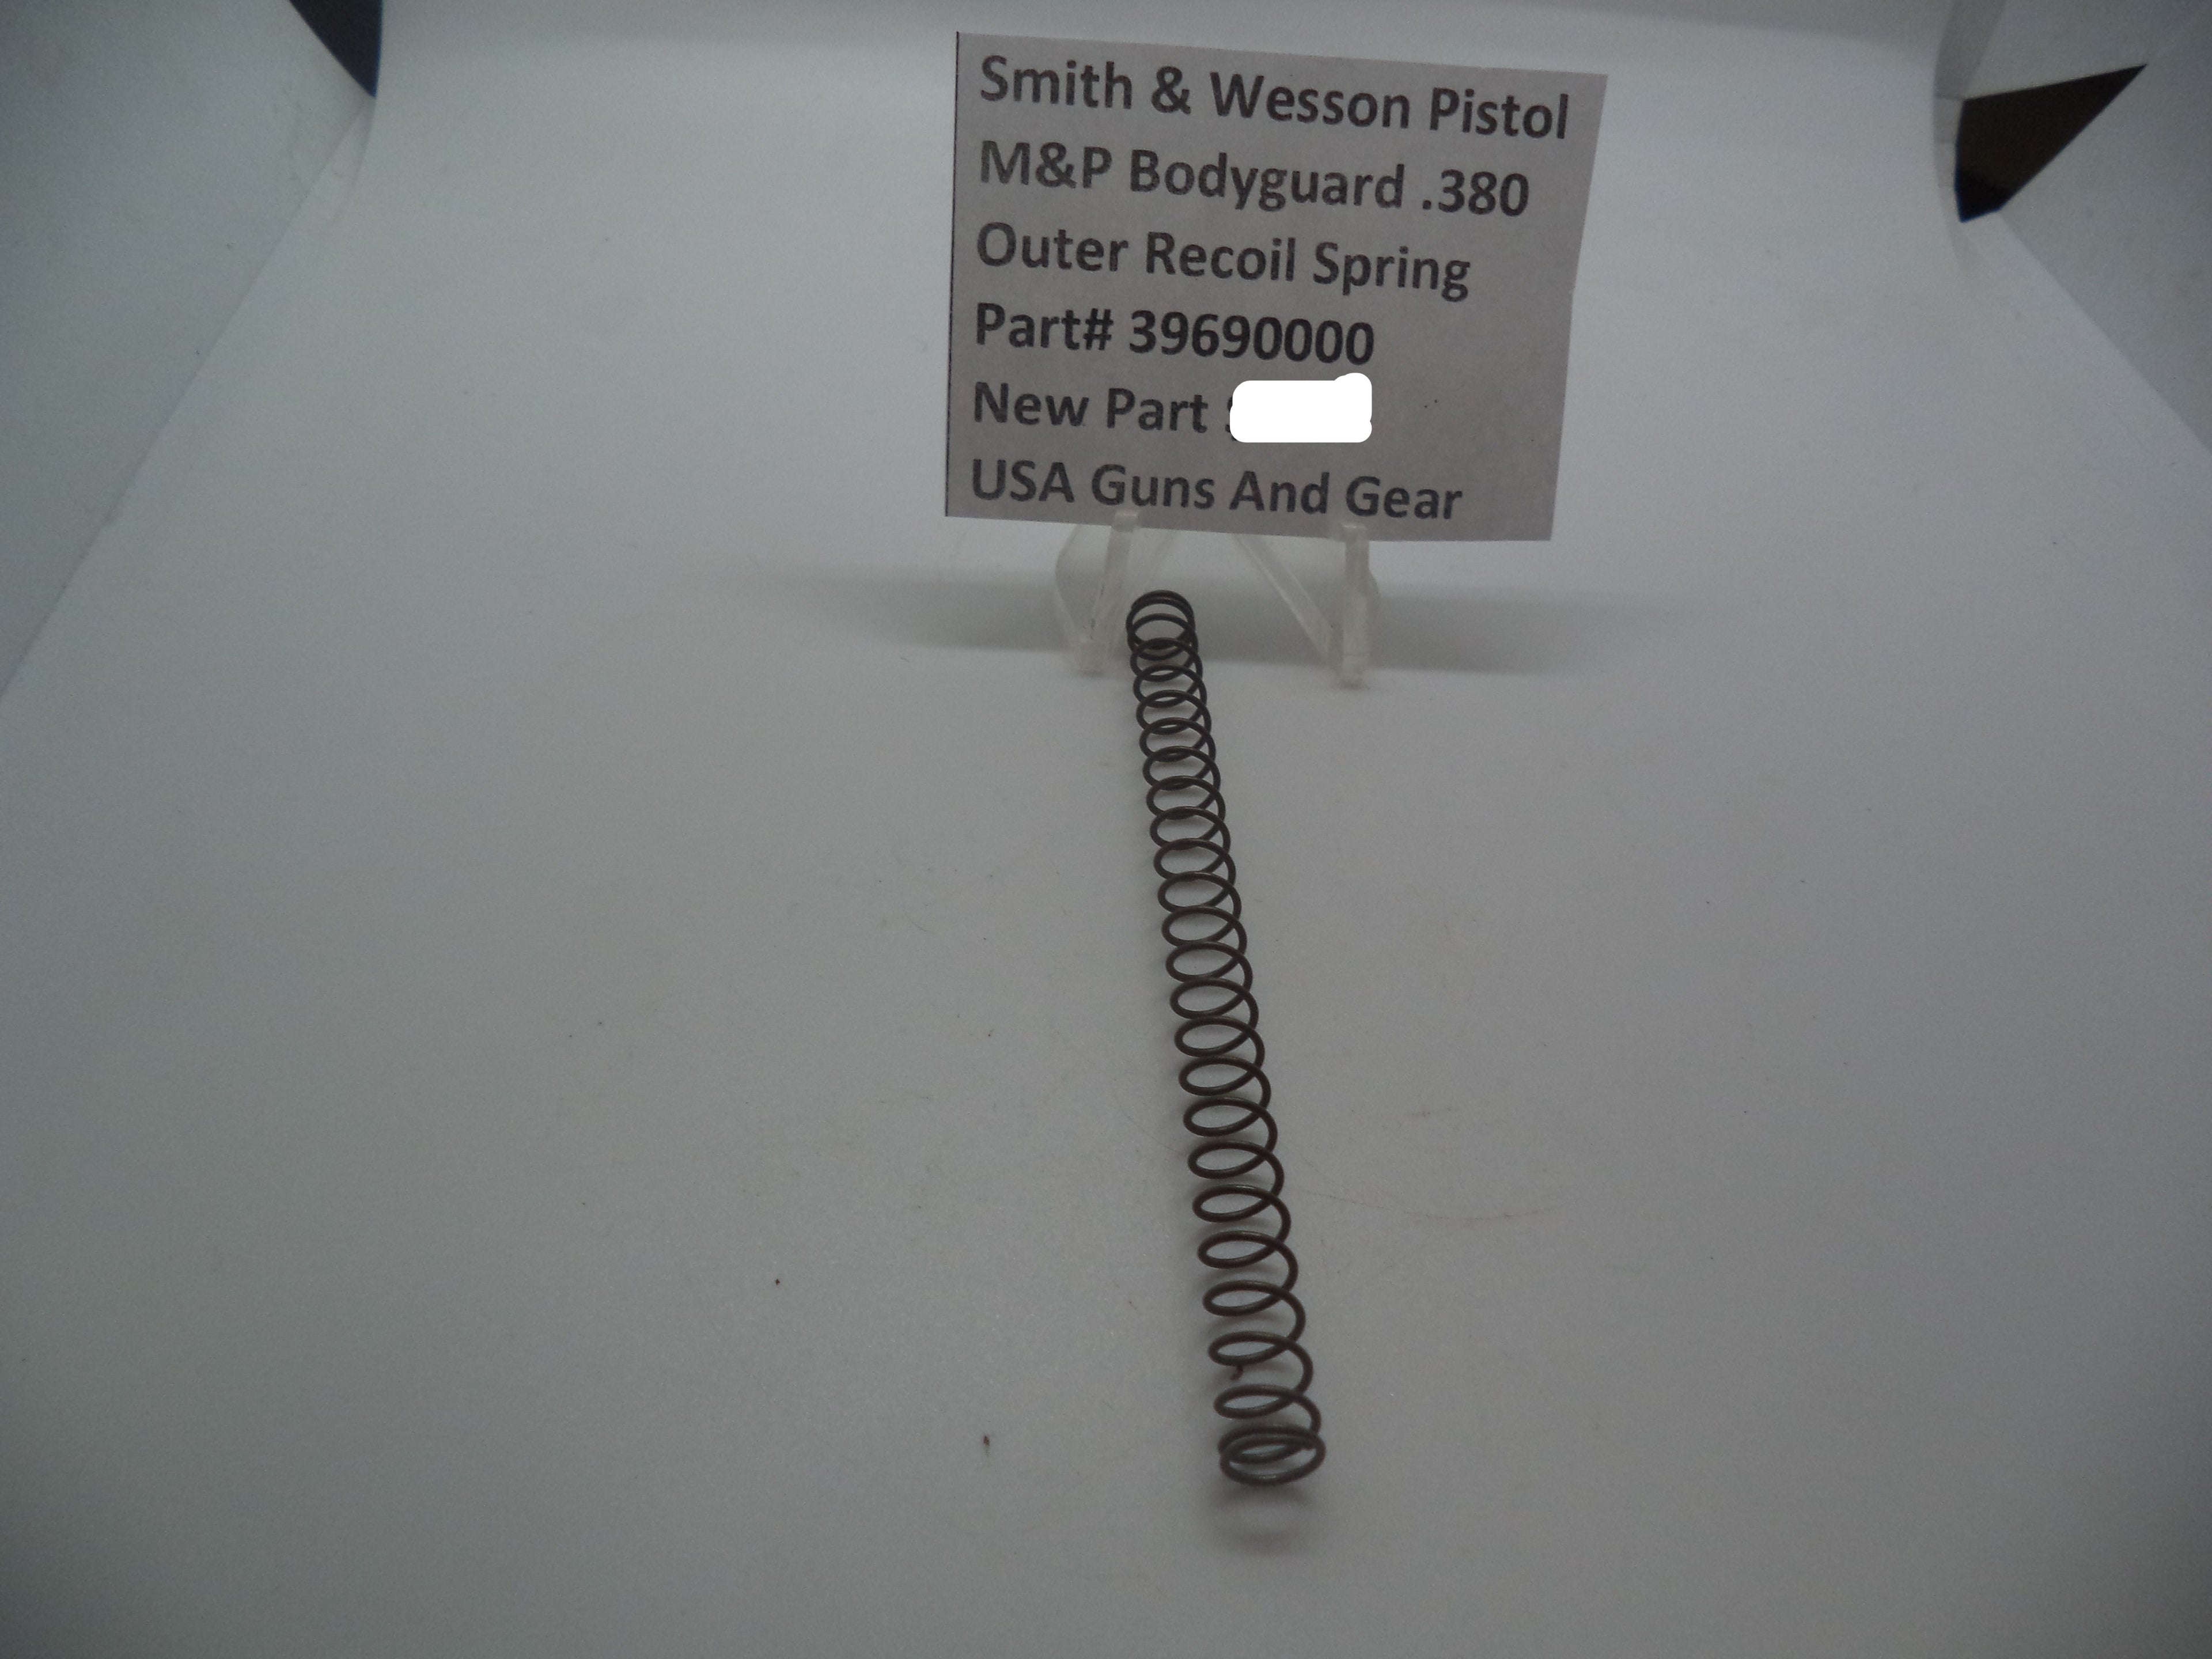 Smith & Wesson Pistol
M&P Bodyguard .380
Outer Recoil Spring
Part# 39690000
New Part
USA Guns And Gear